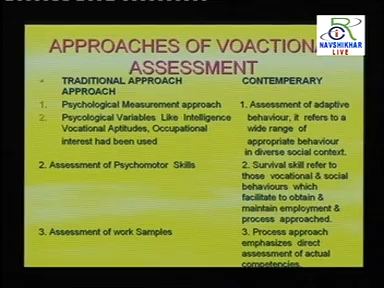 NAVSHIKHAR
LIVE
APPROACHES OF VOACTIONA
ASSESSMENT
TRADITIONAL APPROACH
APPROACH
1. Psychological Measurement approach
2. Psycological Variables Like Intelligence
Vocational Aptitudes, Occupational
interest had been used
2. Assessment of Psychomotor Skills
3. Assessment of work Samples
CONTEMPERARY
1. Assessment of adaptive
behaviour, it refers to a
wide range of
appropriate behaviour
in diverse social context.
2. Survival skill refer to
those vocational & social
behaviours which
facilitate to obtain &
maintain employment &
process approached.
3. Process approach
emphasizes direct
assessment of actual
competencies.